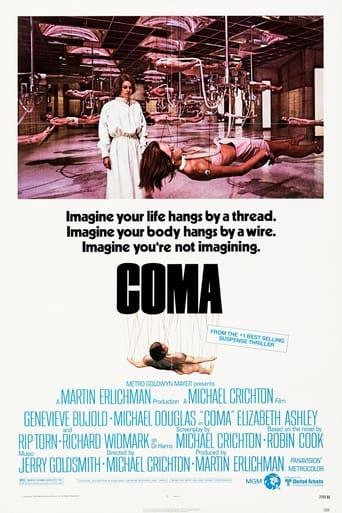 Imagine your life hangs by a thread.
Imagine your body hangs by a wire.
Imagine you're not imagining.
COMA
FROM THE #1 BEST SELLING
SUSPENSE THRILLER
METRO GOLDWYN MAYER presents
A MARTIN ERLICHMAN Production A MICHAEL CRICHTON Film
GENEVIEVE BUJOLD · MICHAEL DOUGLAS in "COMA" ELIZABETH ASHLEY
and RIP TORN · RICHARD WIDMARK as Dr. Harris Screenplay by MICHAEL CRICHTON · Based on the novel by ROBIN COOK
Music JERRY GOLDSMITH · Directed by MICHAEL CRICHTON · Produced by MARTIN ERLICHMAN PANAVISION® METROCOLOR
MGM United Artists